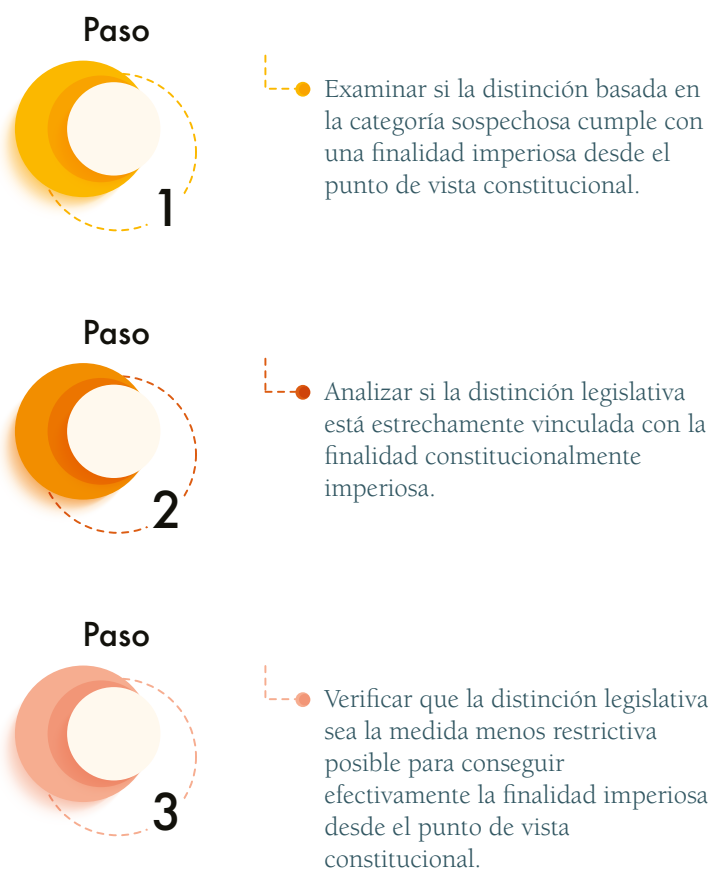 Paso
1
Examinar si la distinción basada en
la categoría sospechosa cumple con
una finalidad imperiosa desde el
punto de vista constitucional.
Paso
2
Analizar si la distinción legislativa
está estrechamente vinculada con la
finalidad constitucionalmente
imperiosa.
Paso
3
Verificar que la distinción legislativa
sea la medida menos restrictiva
posible para conseguir
efectivamente la finalidad imperiosa
desde el punto de vista
constitucional.